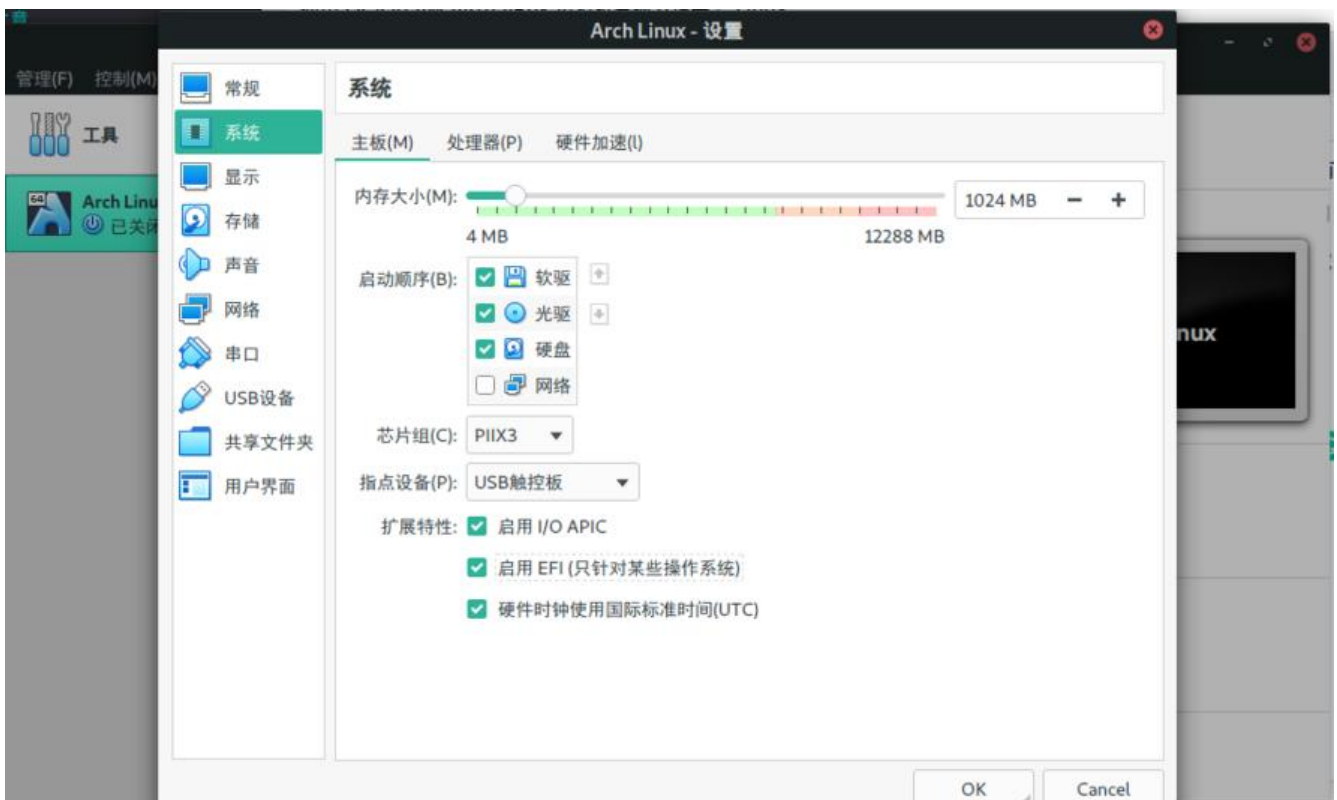 音
Arch Linux - 设置
管理(F) 控制(M)
工具
64
Arch Linu
已关闭
常规
系统
显示
存储
声音
网络
串口
USB设备
共享文件夹
用户界面
系统
主板(M) 处理器(P) 硬件加速(l)
内存大小(M): 1024 MB − +
4 MB 12288 MB
启动顺序(B): 软驱
光驱
硬盘
网络
芯片组(C): PIIX3
指点设备(P): USB触控板
扩展特性: 启用 I/O APIC
启用 EFI (只针对某些操作系统)
硬件时钟使用国际标准时间(UTC)
nux
OK Cancel